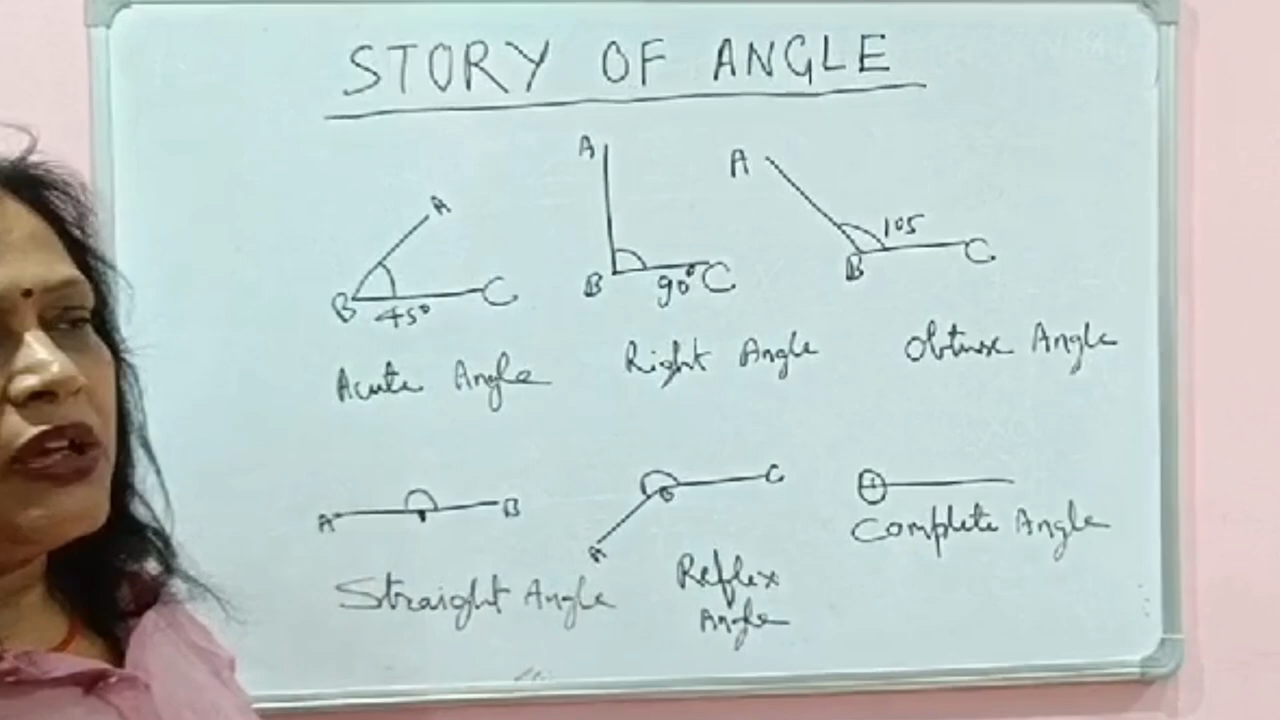 STORY OF ANGLE
A
B
45°
C
Acute Angle
A
B
90°
C
Right Angle
A
B
105
C
Obtuse Angle
A
B
Straight Angle
A
B
C
Reflex
Angle
Complete Angle